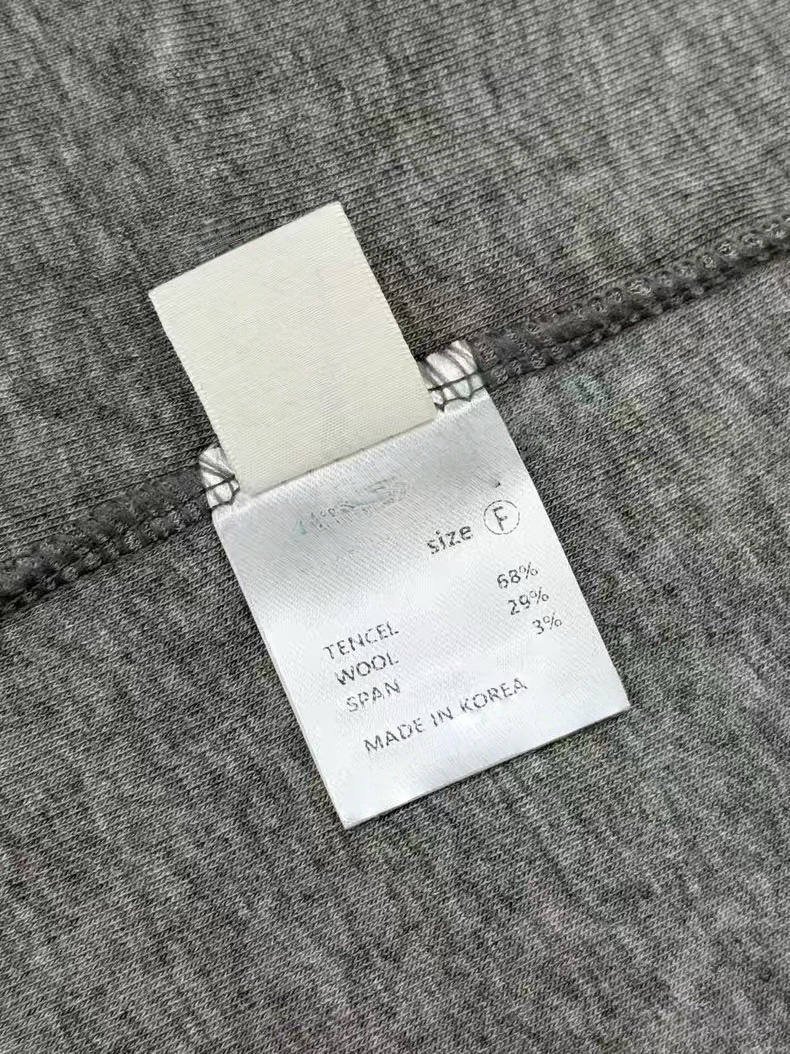 size F
TENCEL 68%
WOOL 29%
SPAN 3%
MADE IN KOREA